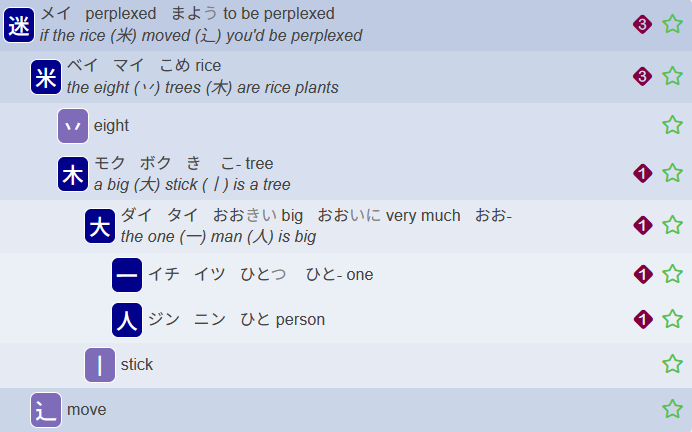 迷 メイ perplexed まよう to be perplexed 3
if the rice (米) moved (⻌) you'd be perplexed
米 ベイ マイ こめ rice 3
the eight (丷) trees (木) are rice plants
丷 eight
木 モク ボク き こ- tree 1
a big (大) stick (丨) is a tree
大 ダイ タイ おおきい big おおいに very much おお- 1
the one (一) man (人) is big
一 イチ イツ ひとつ ひと- one 1
人 ジン ニン ひと person 1
丨 stick
⻌ move